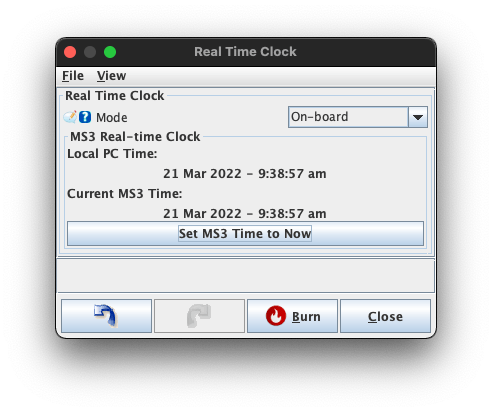 Real Time Clock
File View
Real Time Clock
? Mode On-board
MS3 Real-time Clock
Local PC Time:
21 Mar 2022 - 9:38:57 am
Current MS3 Time:
21 Mar 2022 - 9:38:57 am
Set MS3 Time to Now
Burn Close